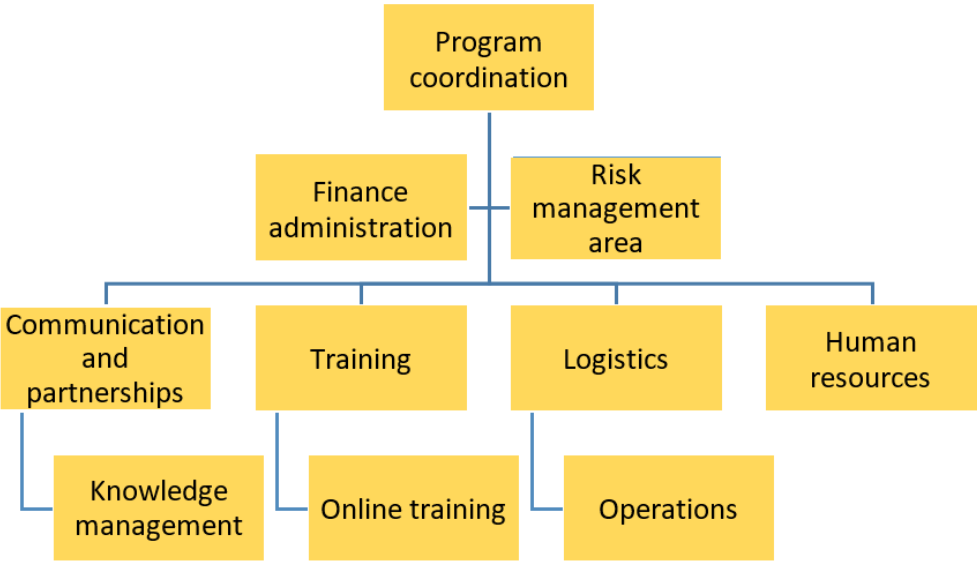 Program
coordination
Finance
administration
Risk
management
area
Communication
and
partnerships
Training
Logistics
Human
resources
Knowledge
management
Online training
Operations